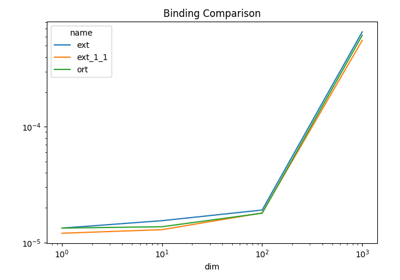 Binding Comparison
name
ext
ext_1_1
ort
10⁻⁴
10⁻⁵
10⁰
10¹
10²
10³
dim